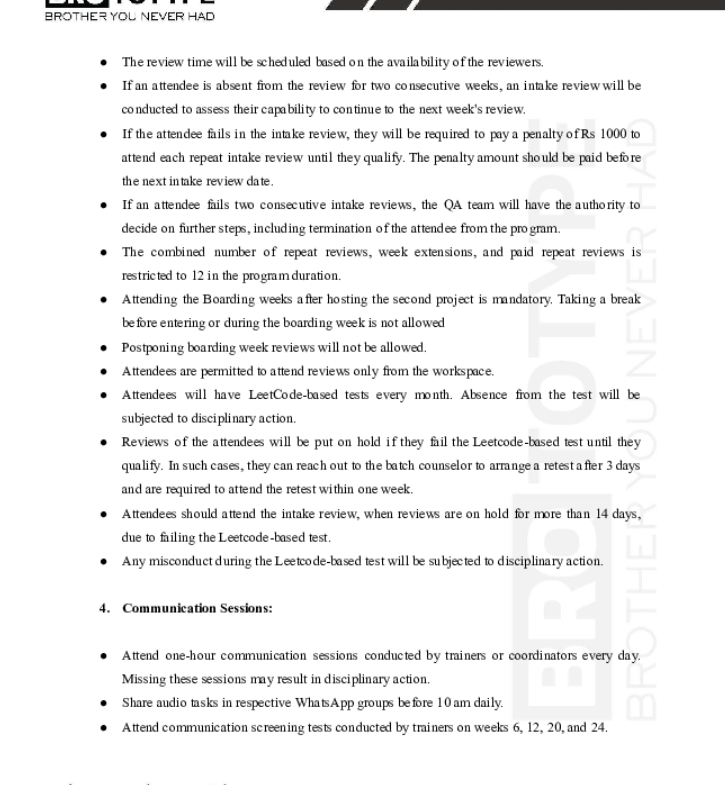 BROTOTYPE
BROTHER YOU NEVER HAD
● The review time will be scheduled based on the availability of the reviewers.
● If an attendee is absent from the review for two consecutive weeks, an intake review will be
conducted to assess their capability to continue to the next week's review.
● If the attendee fails in the intake review, they will be required to pay a penalty of Rs 1000 to
attend each repeat intake review until they qualify. The penalty amount should be paid before
the next intake review date.
● If an attendee fails two consecutive intake reviews, the QA team will have the authority to
decide on further steps, including termination of the attendee from the program.
● The combined number of repeat reviews, week extensions, and paid repeat reviews is
restricted to 12 in the program duration.
● Attending the Boarding weeks after hosting the second project is mandatory. Taking a break
before entering or during the boarding week is not allowed
● Postponing boarding week reviews will not be allowed.
● Attendees are permitted to attend reviews only from the workspace.
● Attendees will have LeetCode-based tests every month. Absence from the test will be
subjected to disciplinary action.
● Reviews of the attendees will be put on hold if they fail the Leetcode-based test until they
qualify. In such cases, they can reach out to the batch counselor to arrange a retest after 3 days
and are required to attend the retest within one week.
● Attendees should attend the intake review, when reviews are on hold for more than 14 days,
due to failing the Leetcode-based test.
● Any misconduct during the Leetcode-based test will be subjected to disciplinary action.
4. Communication Sessions:
● Attend one-hour communication sessions conducted by trainers or coordinators every day.
Missing these sessions may result in disciplinary action.
● Share audio tasks in respective WhatsApp groups before 10 am daily.
● Attend communication screening tests conducted by trainers on weeks 6, 12, 20, and 24.
BROTOTYPE
BROTHER YOU NEVER HAD